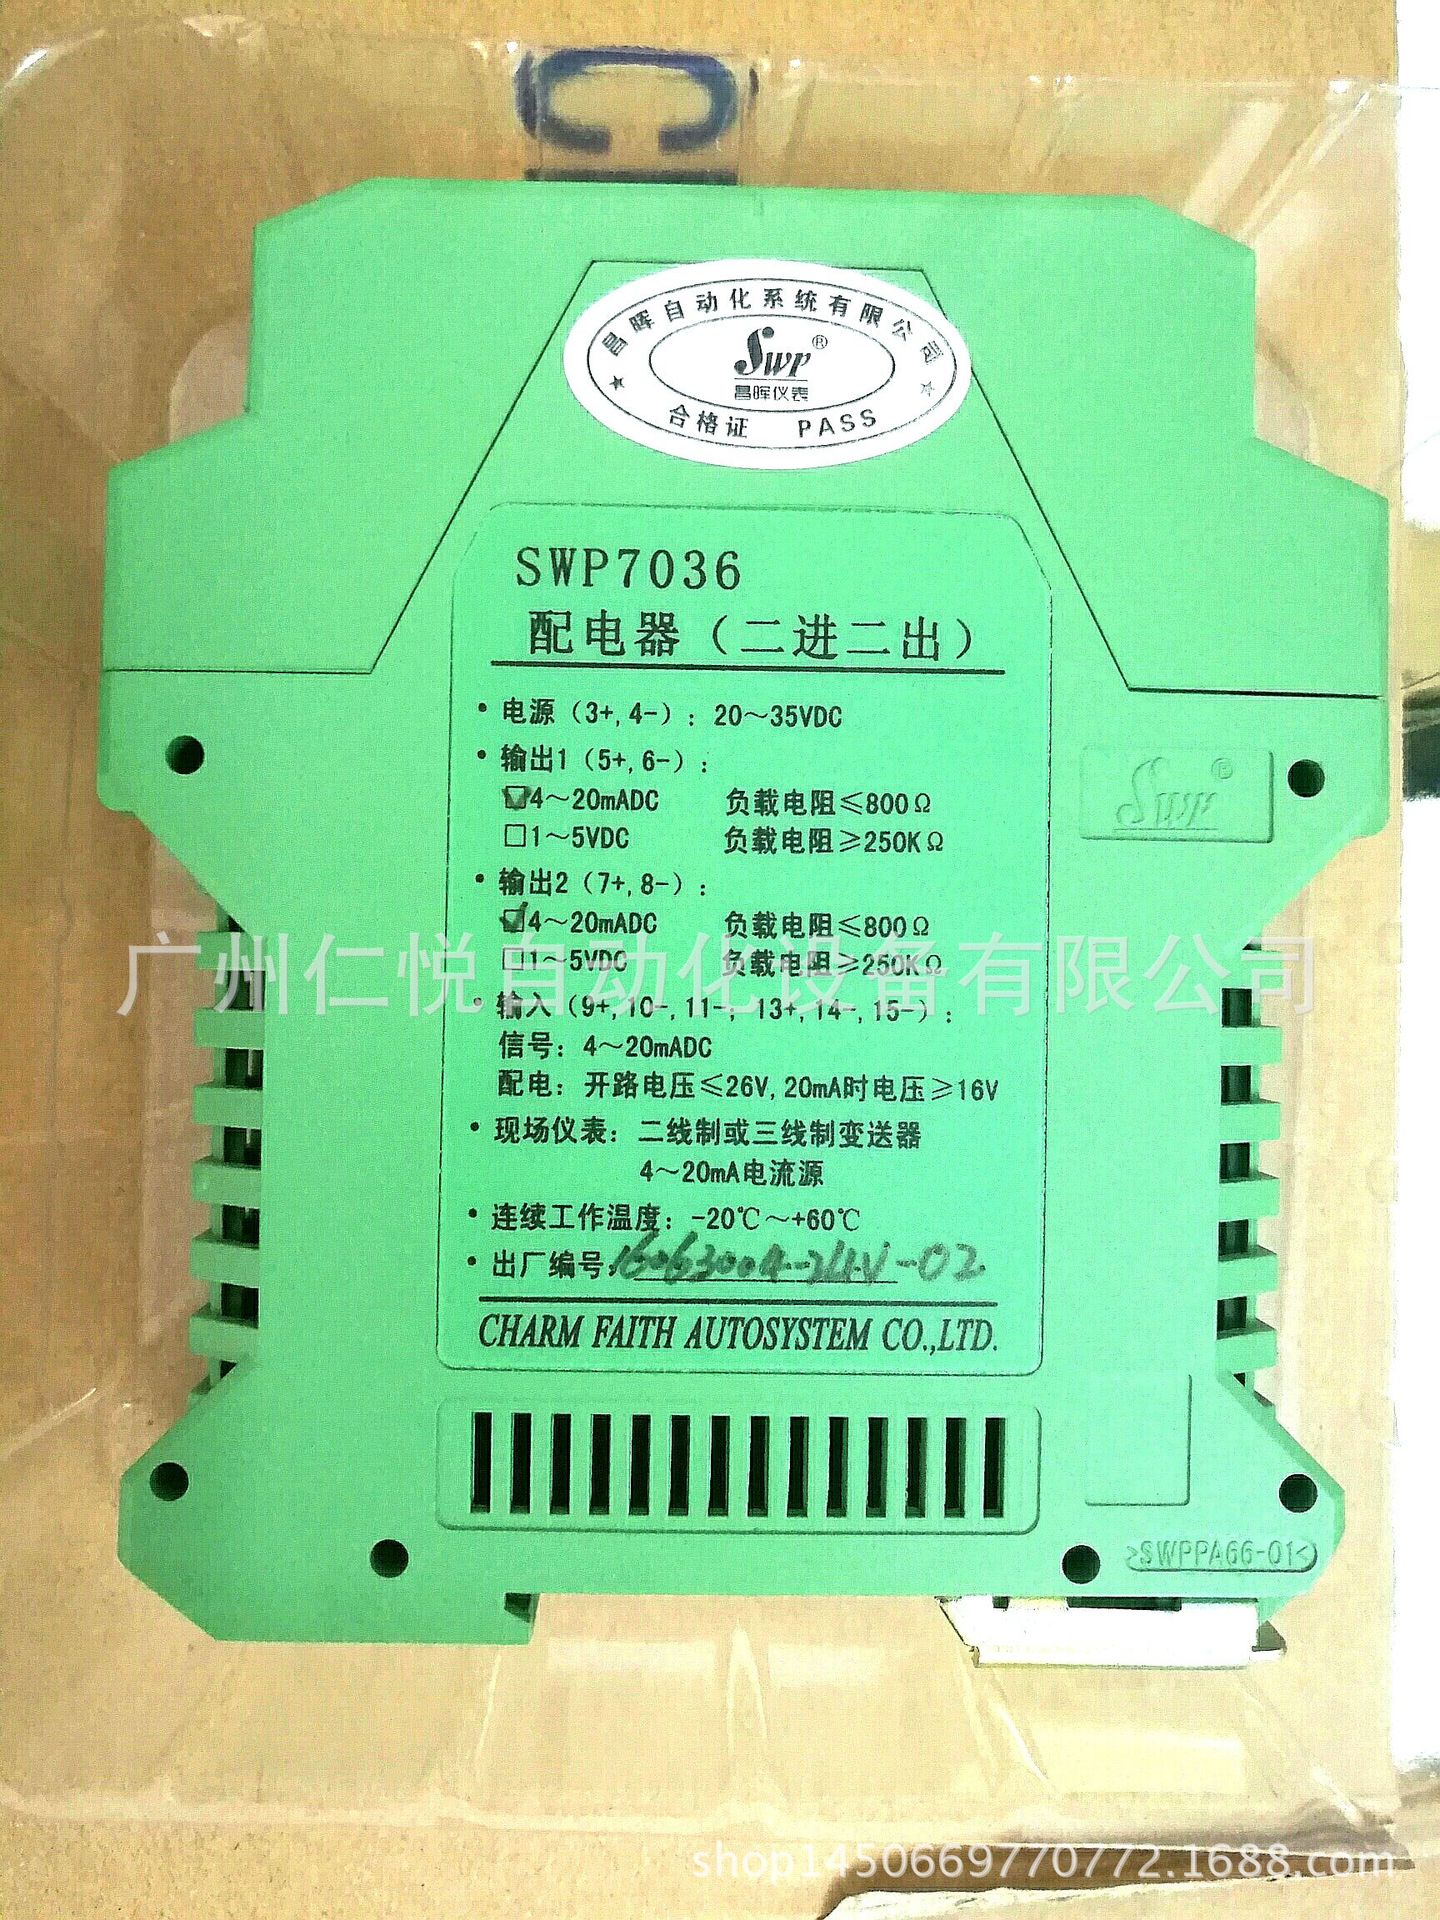 昌晖自动化系统有限公司
Swp®
昌晖仪表
合格证 PASS
SWP7036
配电器（二进二出）
• 电源（3+,4-）：20～35VDC
• 输出1（5+,6-）：
☑4～20mADC 负载电阻≤800Ω
□1～5VDC 负载电阻≥250KΩ
• 输出2（7+,8-）：
☑4～20mADC 负载电阻≤800Ω
□1～5VDC 负载电阻≥250KΩ
广州仁悦自动化设备有限公司
• 输入（9+,10-,11-; 13+,14-,15-）：
信号：4～20mADC
配电：开路电压≤26V,20mA时电压≥16V
• 现场仪表：二线制或三线制变送器
4～20mA电流源
• 连续工作温度：-20℃～+60℃
• 出厂编号：16063004-24V-02
CHARM FAITH AUTOSYSTEM CO.,LTD.
Swp®
>SWPPA66-01<
shop1450669770772.1688.com